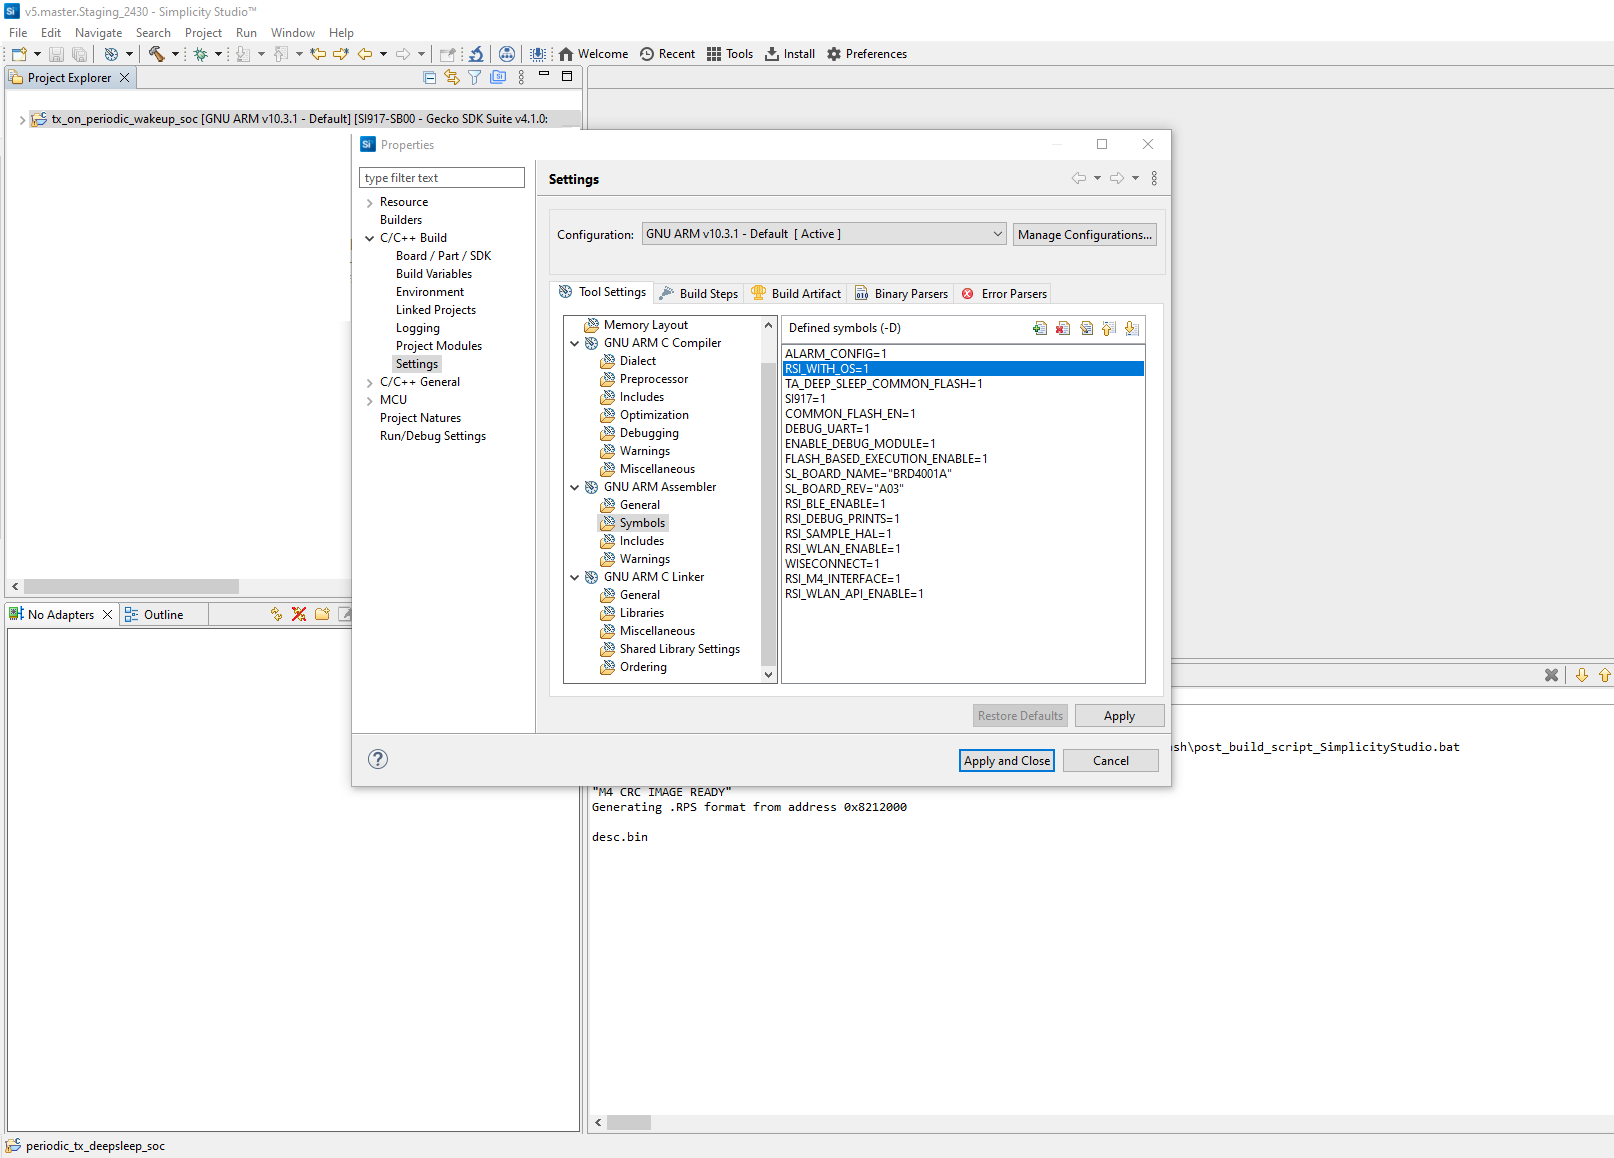 v5.master.Staging_2430 - Simplicity Studio™
File Edit Navigate Search Project Run Window Help
Welcome Recent Tools Install Preferences
Project Explorer
tx_on_periodic_wakeup_soc [GNU ARM v10.3.1 - Default] [SI917-SB00 - Gecko SDK Suite v4.1.0:
Properties
type filter text
Resource
Builders
C/C++ Build
Board / Part / SDK
Build Variables
Environment
Linked Projects
Logging
Project Modules
Settings
C/C++ General
MCU
Project Natures
Run/Debug Settings
Settings
Configuration: GNU ARM v10.3.1 - Default [ Active ] Manage Configurations...
Tool Settings Build Steps Build Artifact Binary Parsers Error Parsers
Memory Layout
GNU ARM C Compiler
Dialect
Preprocessor
Includes
Optimization
Debugging
Warnings
Miscellaneous
GNU ARM Assembler
General
Symbols
Includes
Warnings
GNU ARM C Linker
General
Libraries
Miscellaneous
Shared Library Settings
Ordering
Defined symbols (-D)
ALARM_CONFIG=1
RSI_WITH_OS=1
TA_DEEP_SLEEP_COMMON_FLASH=1
SI917=1
COMMON_FLASH_EN=1
DEBUG_UART=1
ENABLE_DEBUG_MODULE=1
FLASH_BASED_EXECUTION_ENABLE=1
SL_BOARD_NAME="BRD4001A"
SL_BOARD_REV="A03"
RSI_BLE_ENABLE=1
RSI_DEBUG_PRINTS=1
RSI_SAMPLE_HAL=1
RSI_WLAN_ENABLE=1
WISECONNECT=1
RSI_M4_INTERFACE=1
RSI_WLAN_API_ENABLE=1
Restore Defaults Apply
Apply and Close Cancel
No Adapters Outline
sh\post_build_script_SimplicityStudio.bat
"M4 CRC IMAGE READY"
Generating .RPS format from address 0x8212000
desc.bin
periodic_tx_deepsleep_soc